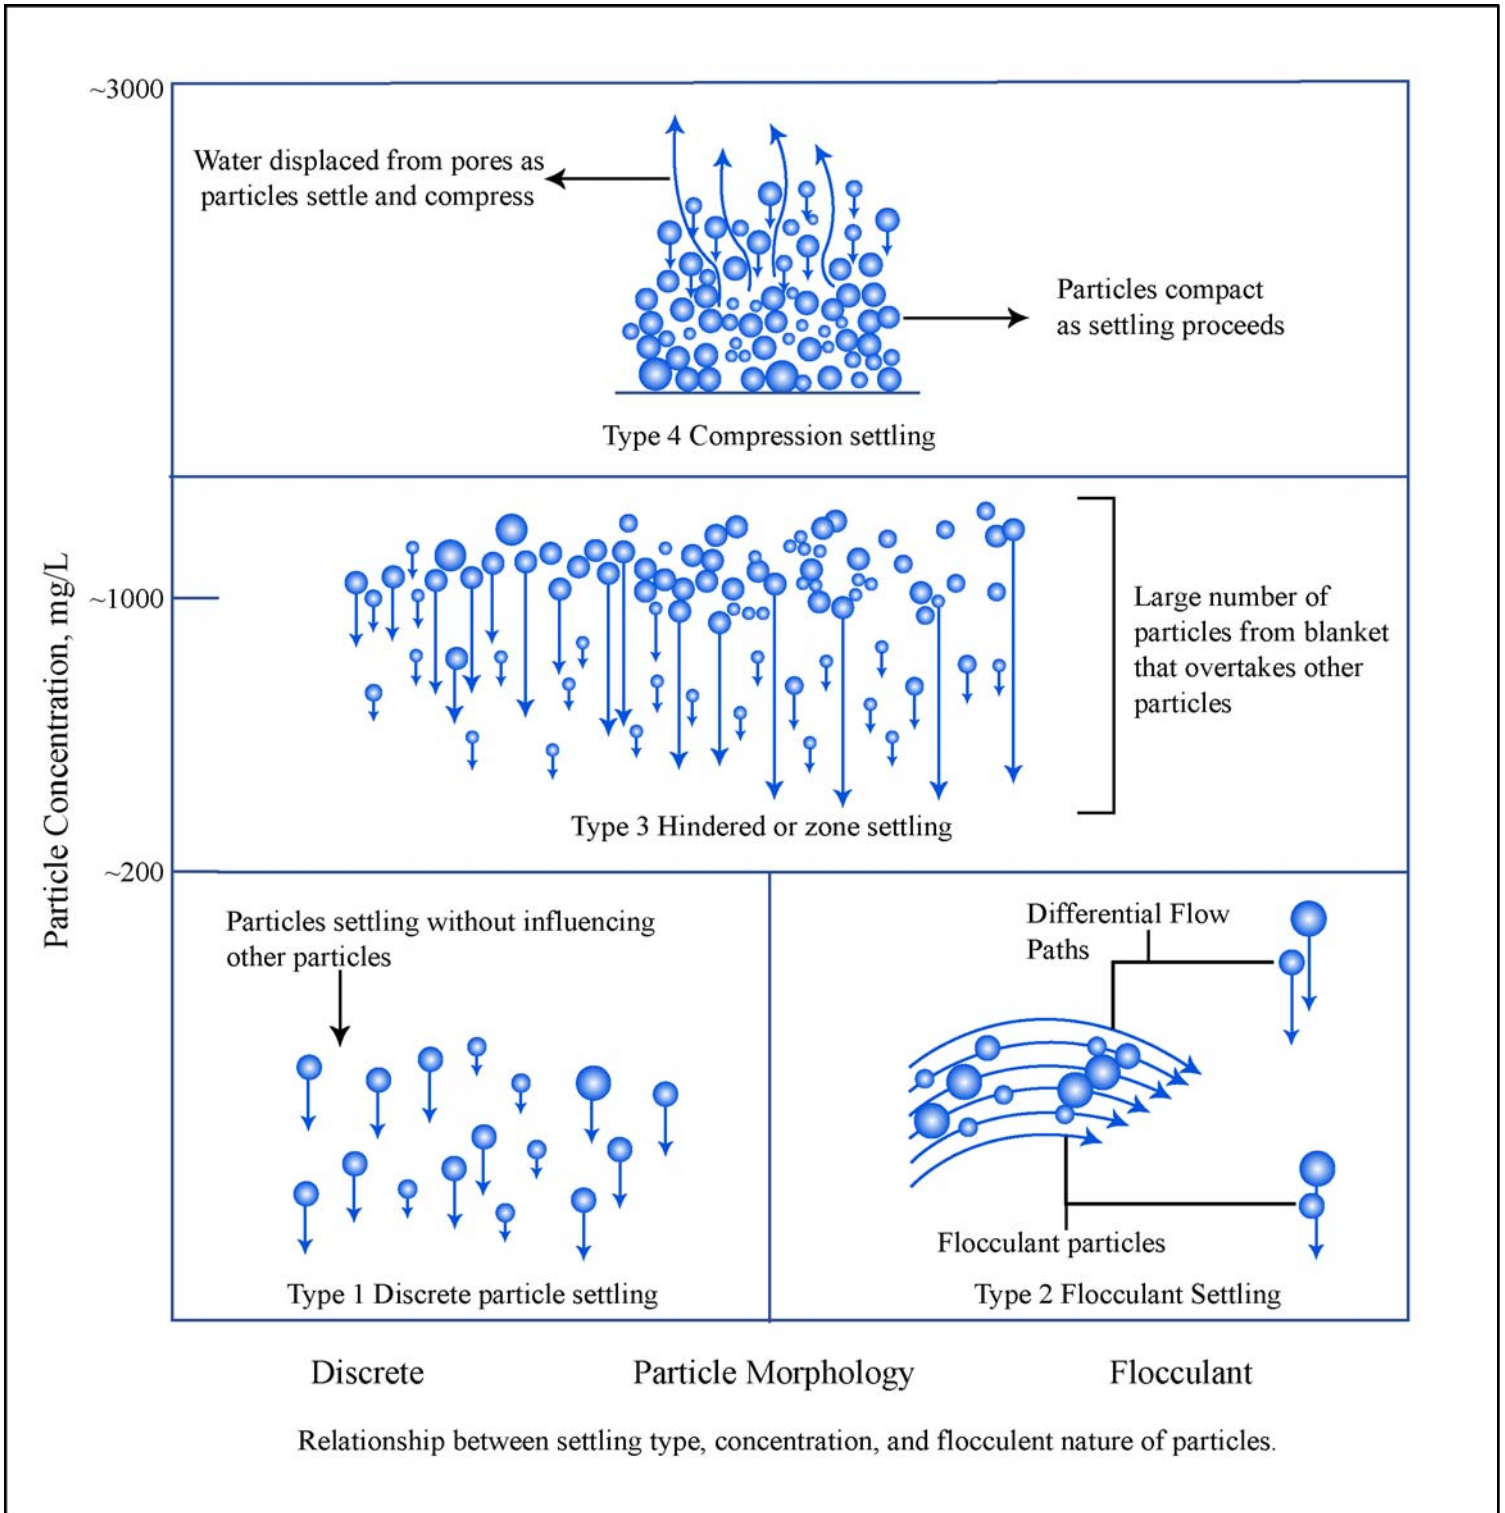 ~3000
Water displaced from pores as
particles settle and compress
Particles compact
as settling proceeds
Type 4 Compression settling
Particle Concentration, mg/L
~1000
Large number of
particles from blanket
that overtakes other
particles
Type 3 Hindered or zone settling
~200
Particles settling without influencing
other particles
Type 1 Discrete particle settling
Differential Flow
Paths
Flocculant particles
Type 2 Flocculant Settling
Discrete
Particle Morphology
Flocculant
Relationship between settling type, concentration, and flocculent nature of particles.